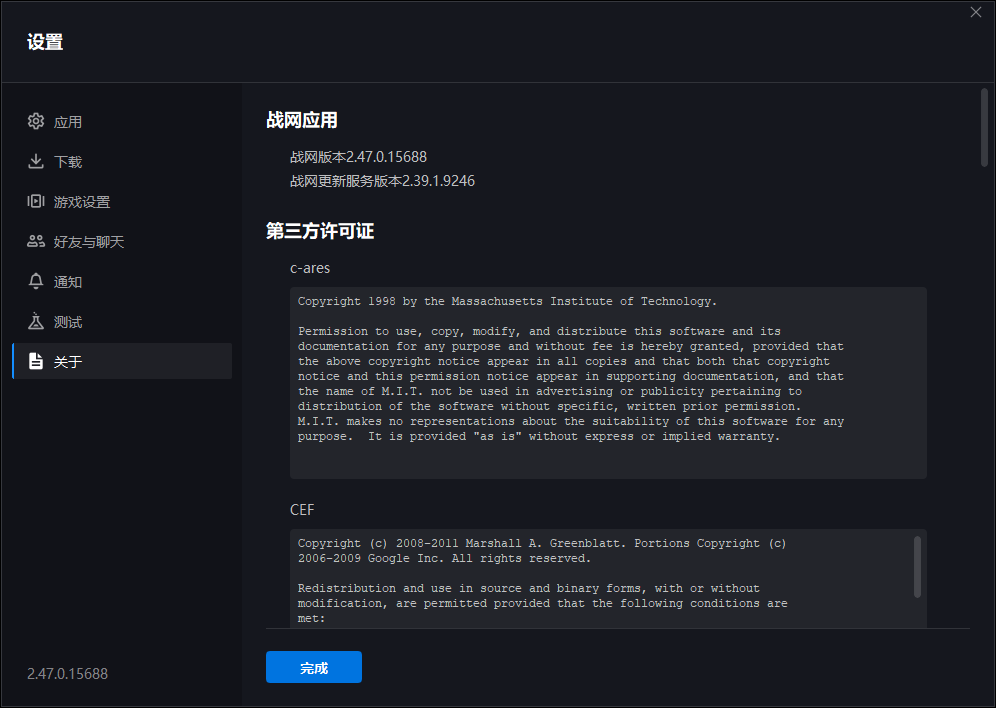 设置
应用
下载
游戏设置
好友与聊天
通知
测试
关于
2.47.0.15688
战网应用
战网版本2.47.0.15688
战网更新服务版本2.39.1.9246
第三方许可证
c-ares
Copyright 1998 by the Massachusetts Institute of Technology.
Permission to use, copy, modify, and distribute this software and its
documentation for any purpose and without fee is hereby granted, provided that
the above copyright notice appear in all copies and that both that copyright
notice and this permission notice appear in supporting documentation, and that
the name of M.I.T. not be used in advertising or publicity pertaining to
distribution of the software without specific, written prior permission.
M.I.T. makes no representations about the suitability of this software for any
purpose.  It is provided "as is" without express or implied warranty.
CEF
Copyright (c) 2008-2011 Marshall A. Greenblatt. Portions Copyright (c)
2006-2009 Google Inc. All rights reserved.
Redistribution and use in source and binary forms, with or without
modification, are permitted provided that the following conditions are
met:
完成